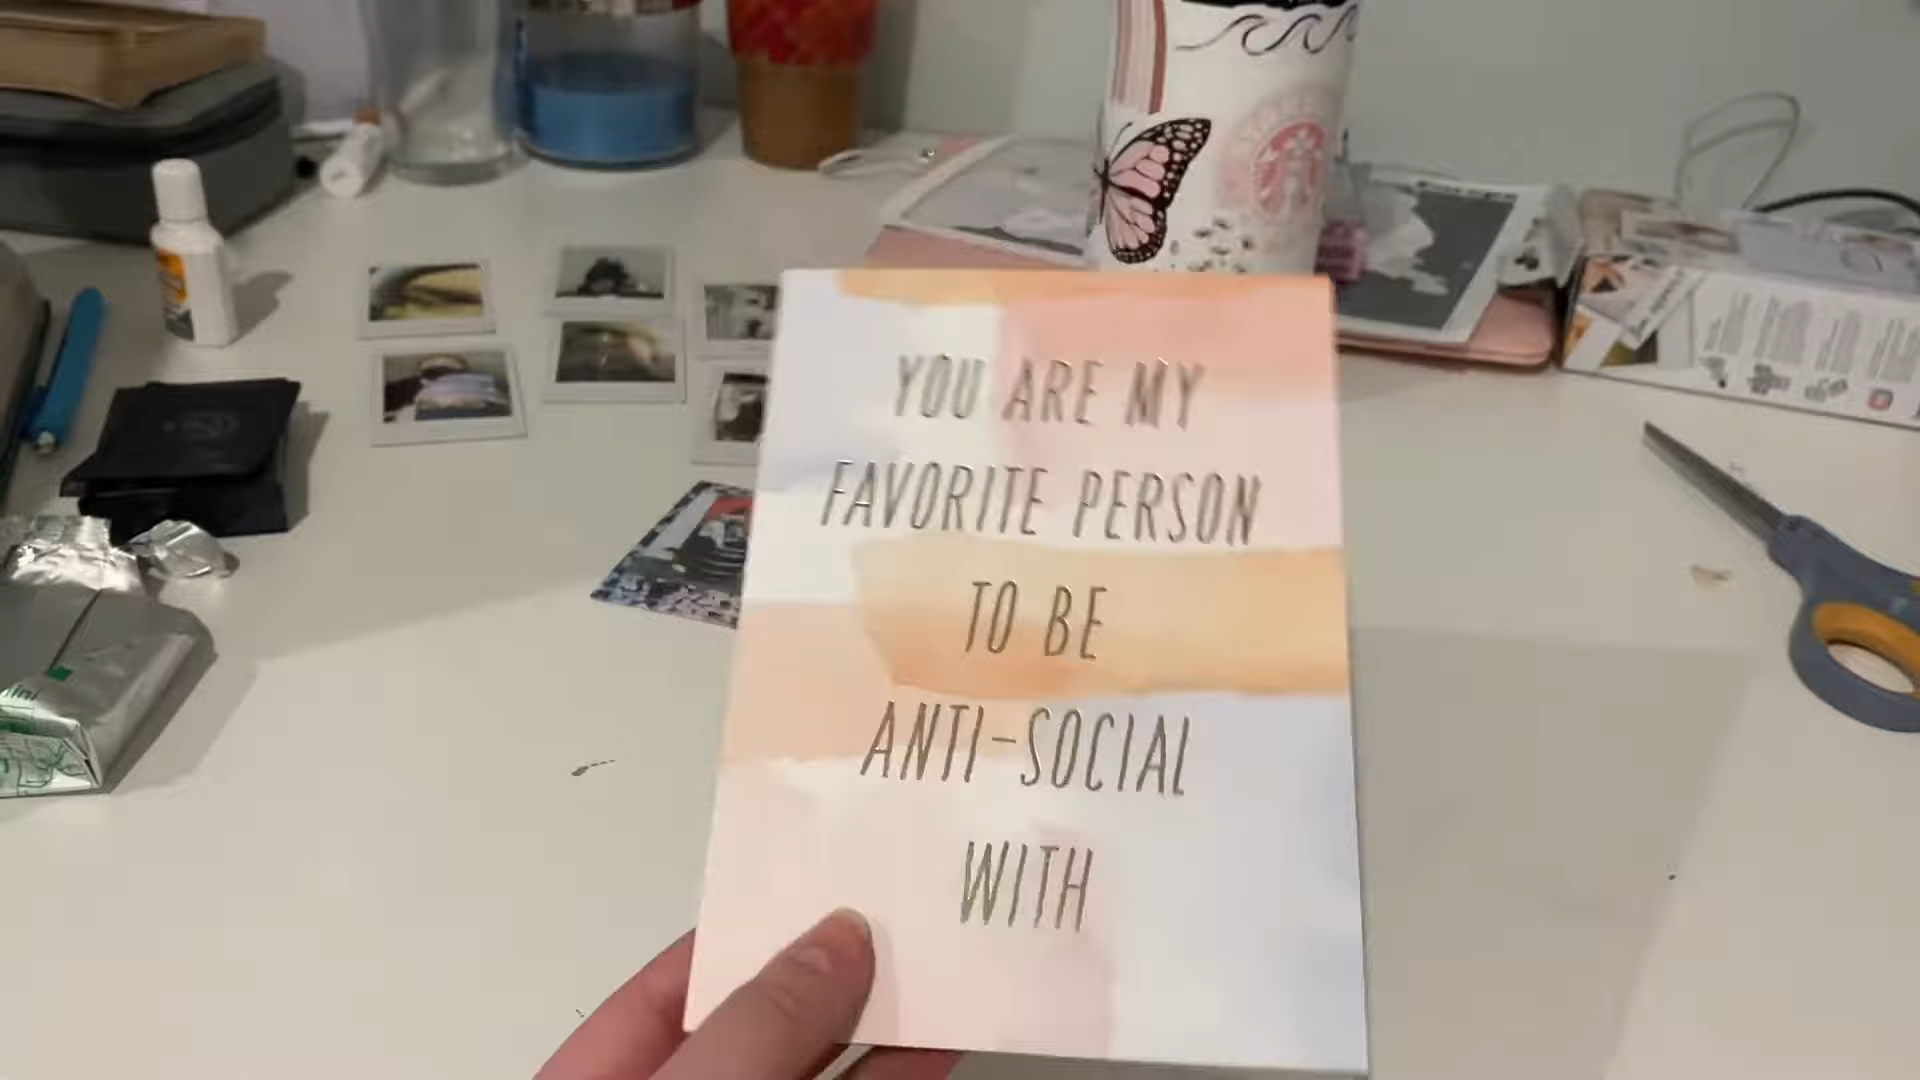 YOU ARE MY
FAVORITE PERSON
TO BE
ANTI-SOCIAL
WITH